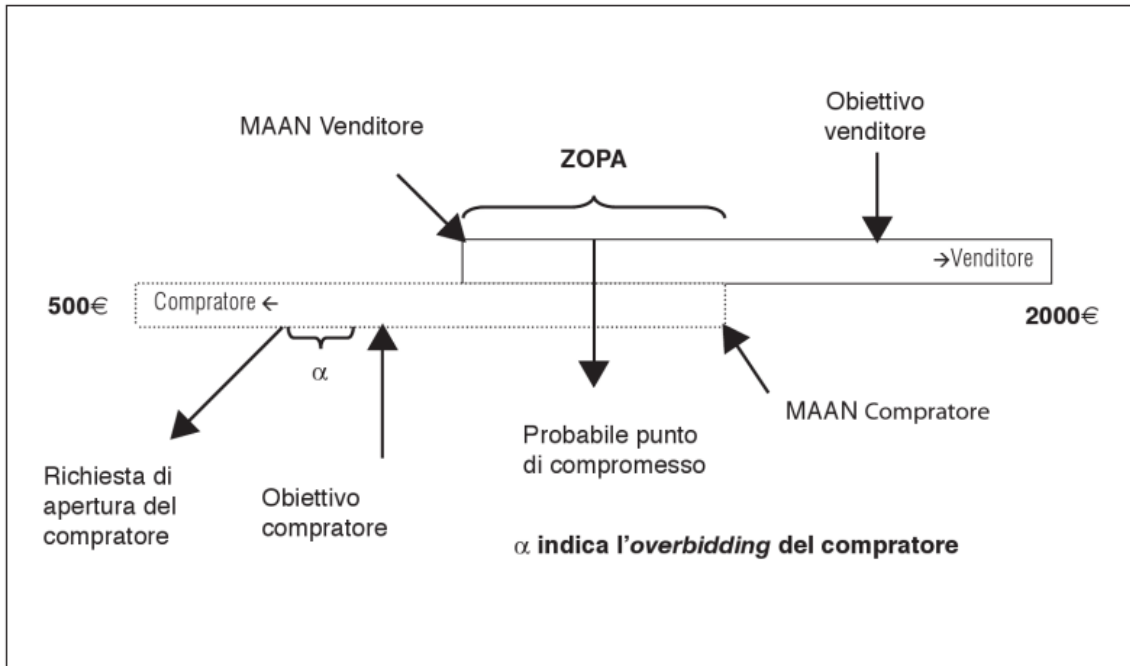 Obiettivo
venditore
MAAN Venditore
ZOPA
→Venditore
500€
Compratore ←
2000€
α
MAAN Compratore
Probabile punto
di compromesso
Richiesta di
apertura del
compratore
Obiettivo
compratore
α indica l'overbidding del compratore